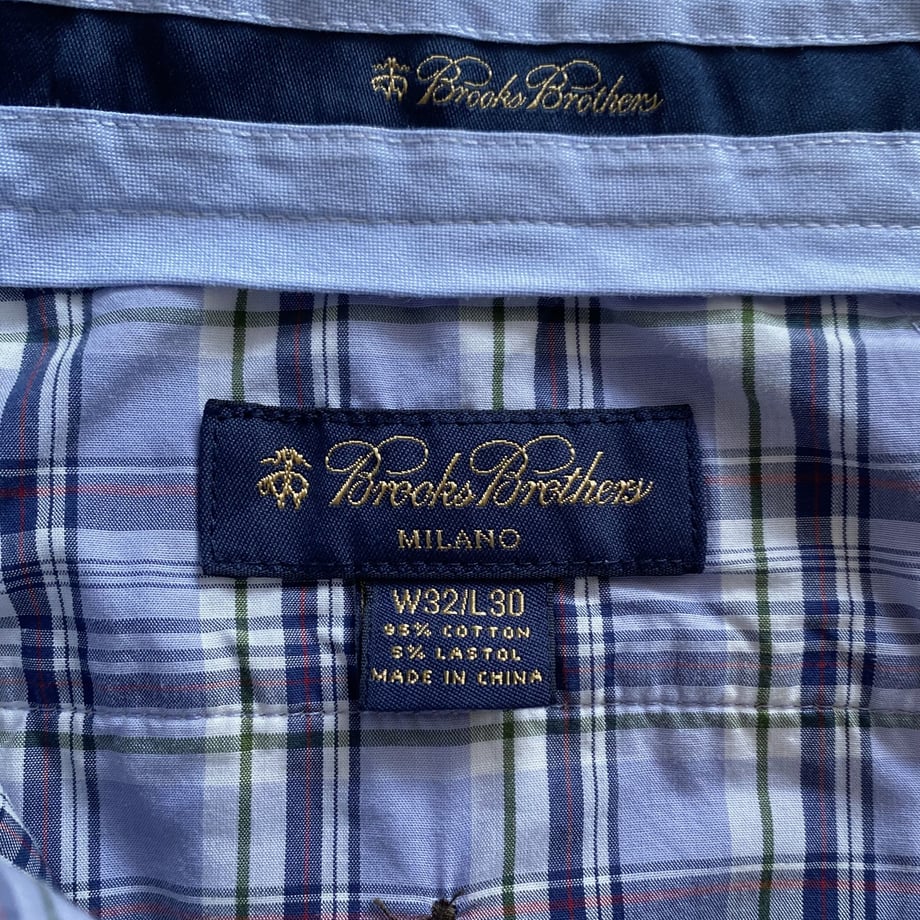 Brooks Brothers
Brooks Brothers
MILANO
W32/L30
95% COTTON
5% LASTOL
MADE IN CHINA